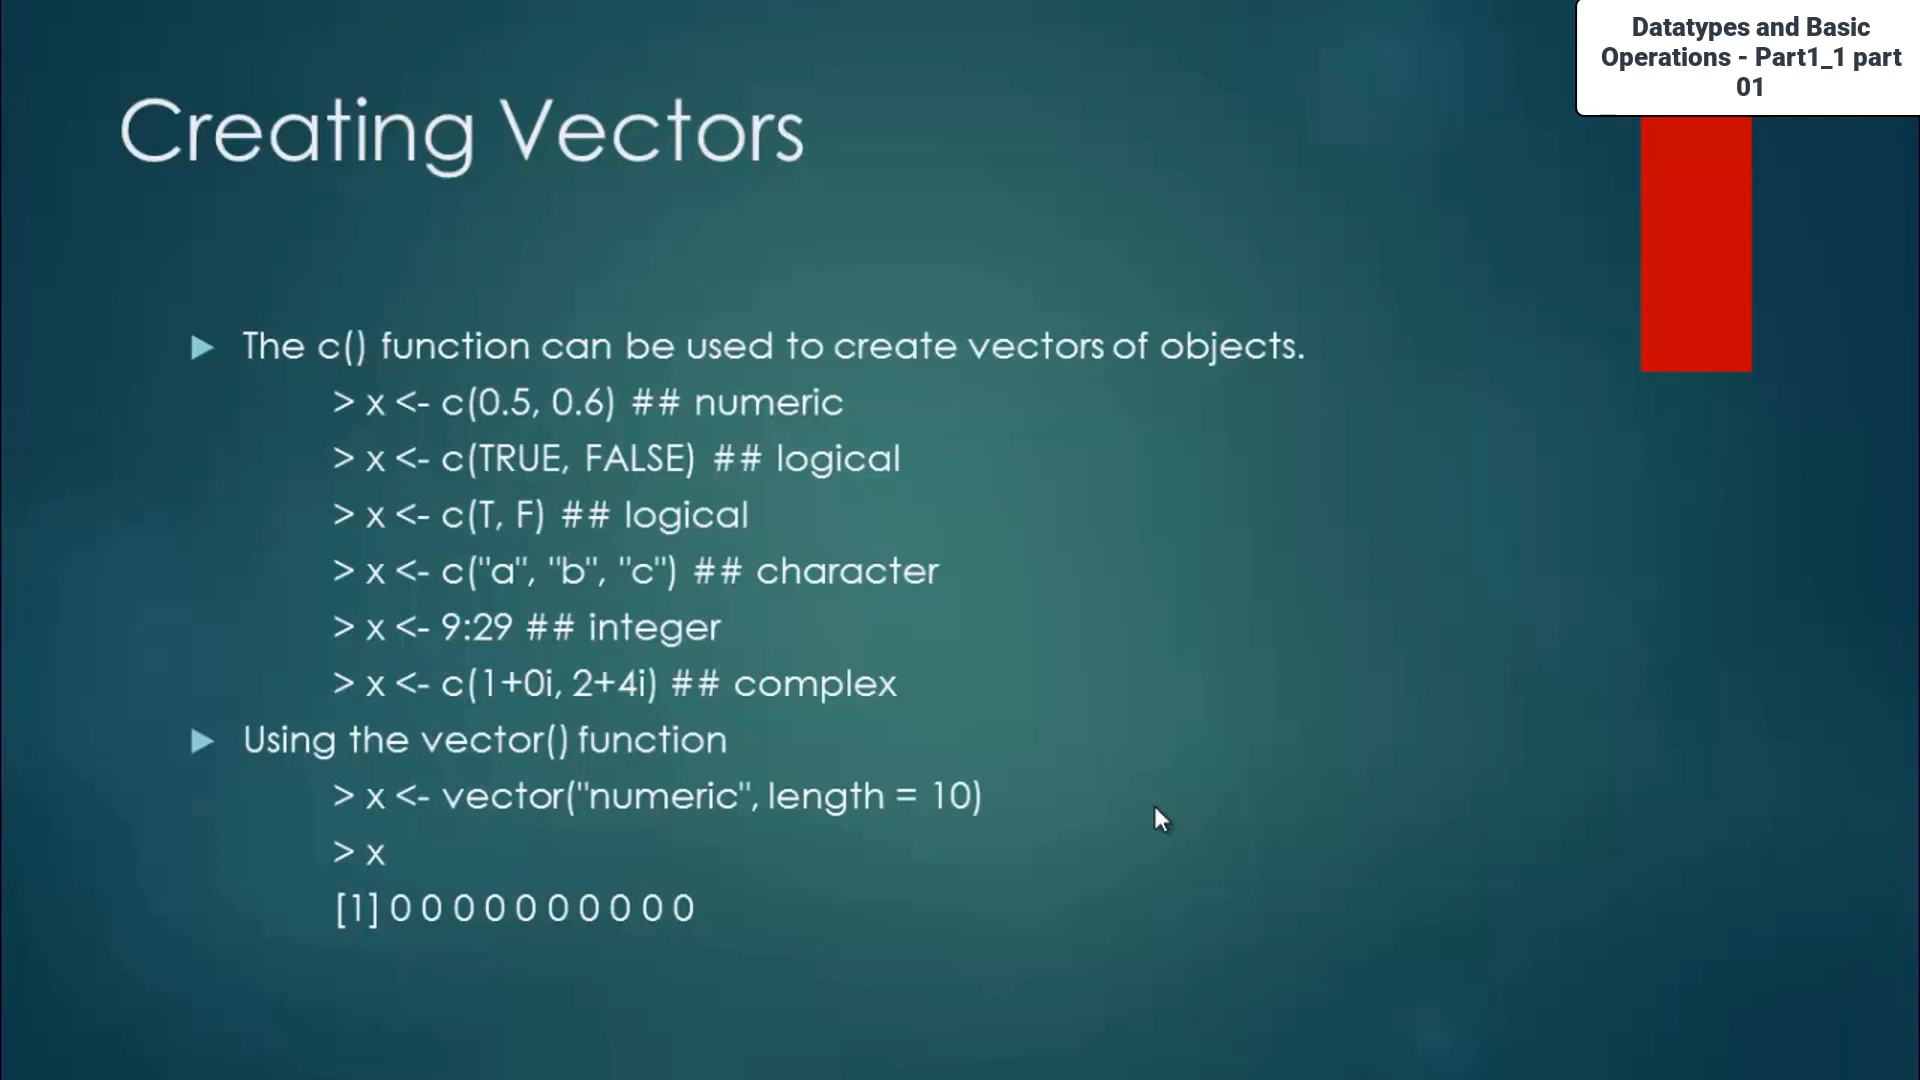 Datatypes and Basic
Operations - Part1_1 part
01
Creating Vectors
The c() function can be used to create vectors of objects.
> x <- c(0.5, 0.6) ## numeric
> x <- c(TRUE, FALSE) ## logical
> x <- c(T, F) ## logical
> x <- c("a", "b", "c") ## character
> x <- 9:29 ## integer
> x <- c(1+0i, 2+4i) ## complex
Using the vector() function
> x <- vector("numeric", length = 10)
> x
[1] 0 0 0 0 0 0 0 0 0 0